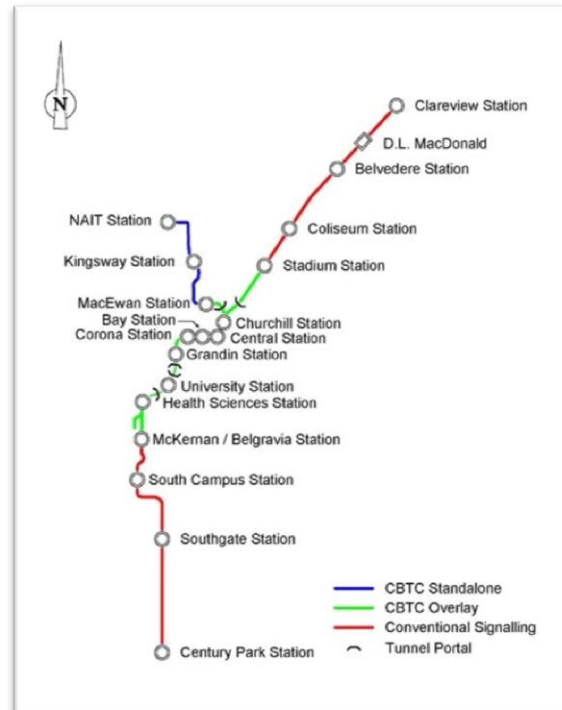 N
Clareview Station
D.L. MacDonald
Belvedere Station
NAIT Station
Coliseum Station
Kingsway Station
Stadium Station
MacEwan Station
Bay Station
Churchill Station
Corona Station
Central Station
Grandin Station
University Station
Health Sciences Station
McKernan / Belgravia Station
South Campus Station
Southgate Station
CBTC Standalone
CBTC Overlay
Conventional Signalling
Tunnel Portal
Century Park Station